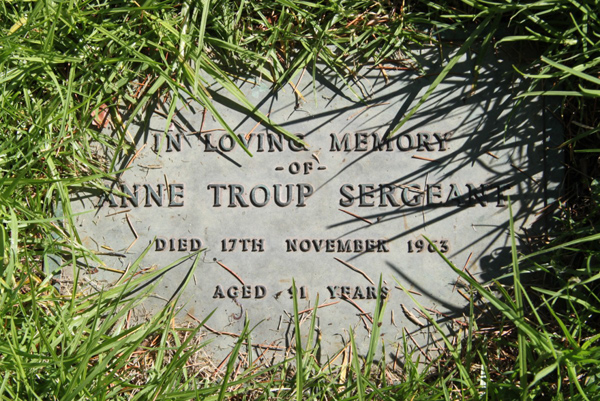 IN LOVING MEMORY
-OF-
ANNE TROUP SERGEANT
DIED 17TH NOVEMBER 1963
AGED 91 YEARS